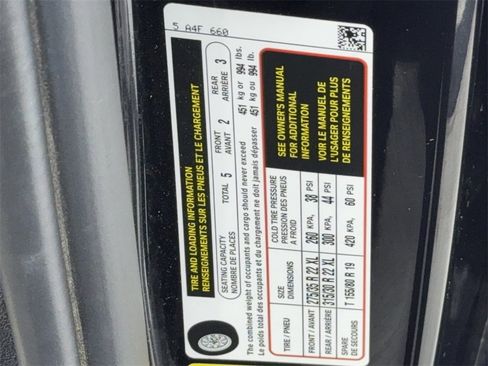 5 A4F 660
TIRE AND LOADING INFORMATION
RENSEIGNEMENTS SUR LES PNEUS ET LE CHARGEMENT
SEATING CAPACITY
NOMBRE DE PLACES
TOTAL 5
FRONT
AVANT 2
REAR
ARRIÈRE 3
The combined weight of occupants and cargo should never exceed 451 kg or 994 lbs.
Le poids total des occupants et du chargement ne doit jamais dépasser 451 kg ou 994 lb.
TIRE / PNEU
SIZE
DIMENSIONS
COLD TIRE PRESSURE
PRESSION DES PNEUS
A FROID
FRONT / AVANT 275/35 R 22 XL 260 KPA, 38 PSI
REAR / ARRIÈRE 315/30 R 22 XL 300 KPA, 44 PSI
SPARE
DE SECOURS T 155/80 R 19 420 KPA, 60 PSI
SEE OWNER'S MANUAL
FOR ADDITIONAL
INFORMATION
VOIR LE MANUEL DE
L'USAGER POUR PLUS
DE RENSEIGNEMENTS